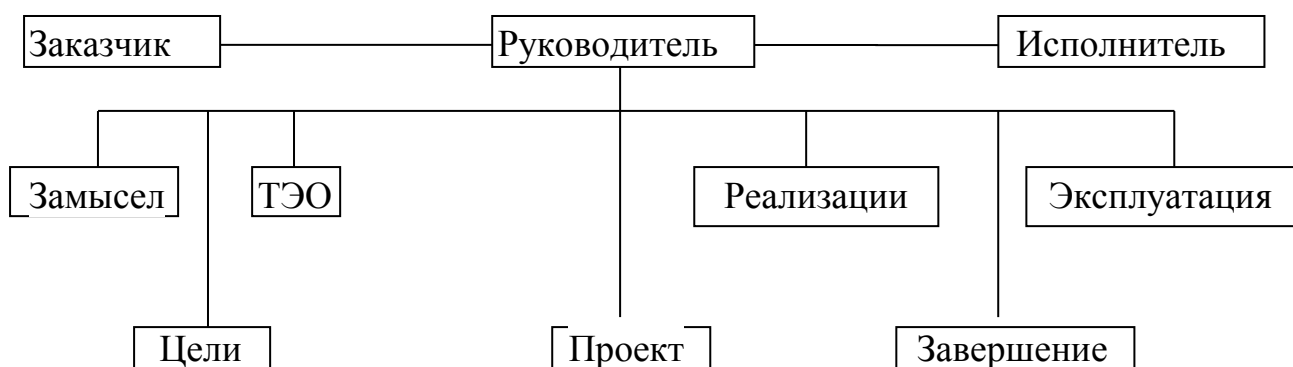 Заказчик Руководитель Исполнитель
Замысел ТЭО Реализации Эксплуатация
Цели Проект Завершение